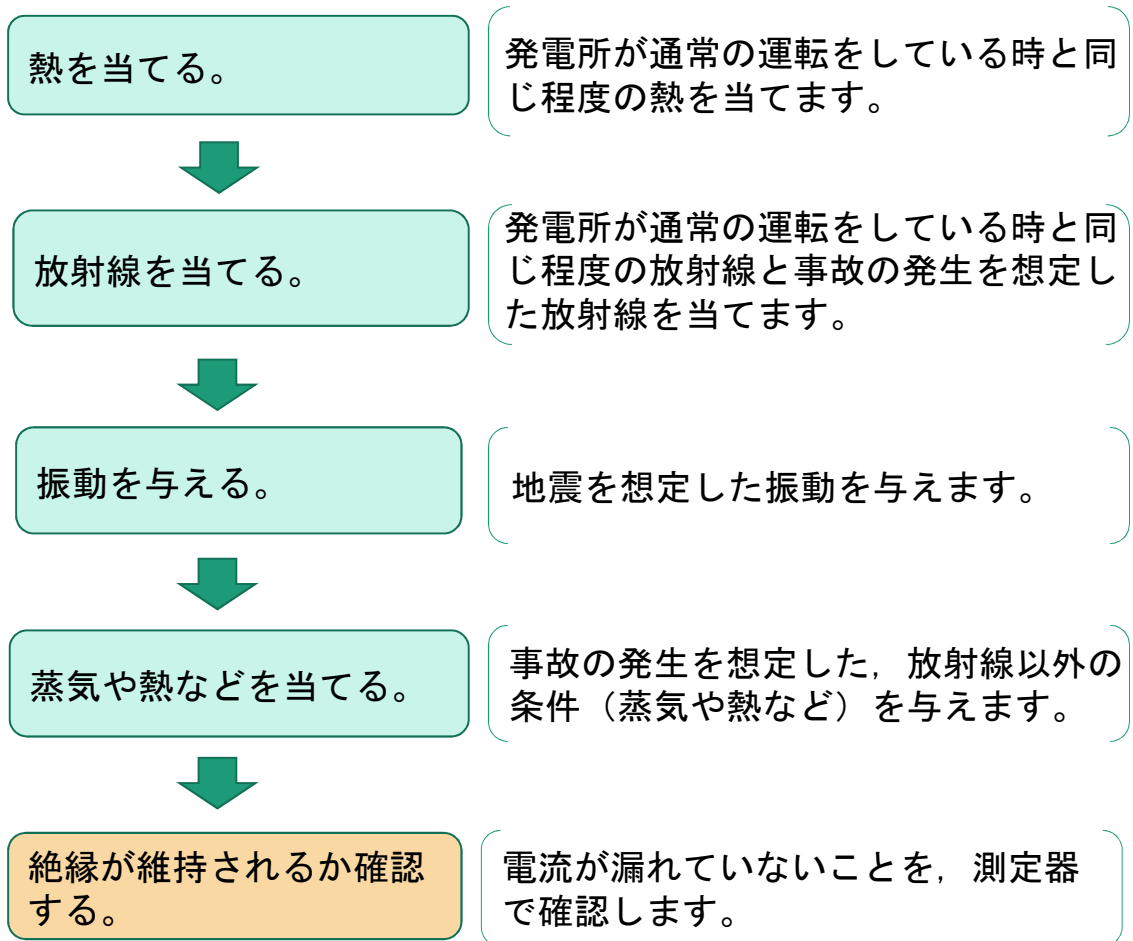 熱を当てる。
発電所が通常の運転をしている時と同
じ程度の熱を当てます。
放射線を当てる。
発電所が通常の運転をしている時と同
じ程度の放射線と事故の発生を想定し
た放射線を当てます。
振動を与える。
地震を想定した振動を与えます。
蒸気や熱などを当てる。
事故の発生を想定した，放射線以外の
条件（蒸気や熱など）を与えます。
絶縁が維持されるか確認
する。
電流が漏れていないことを，測定器
で確認します。